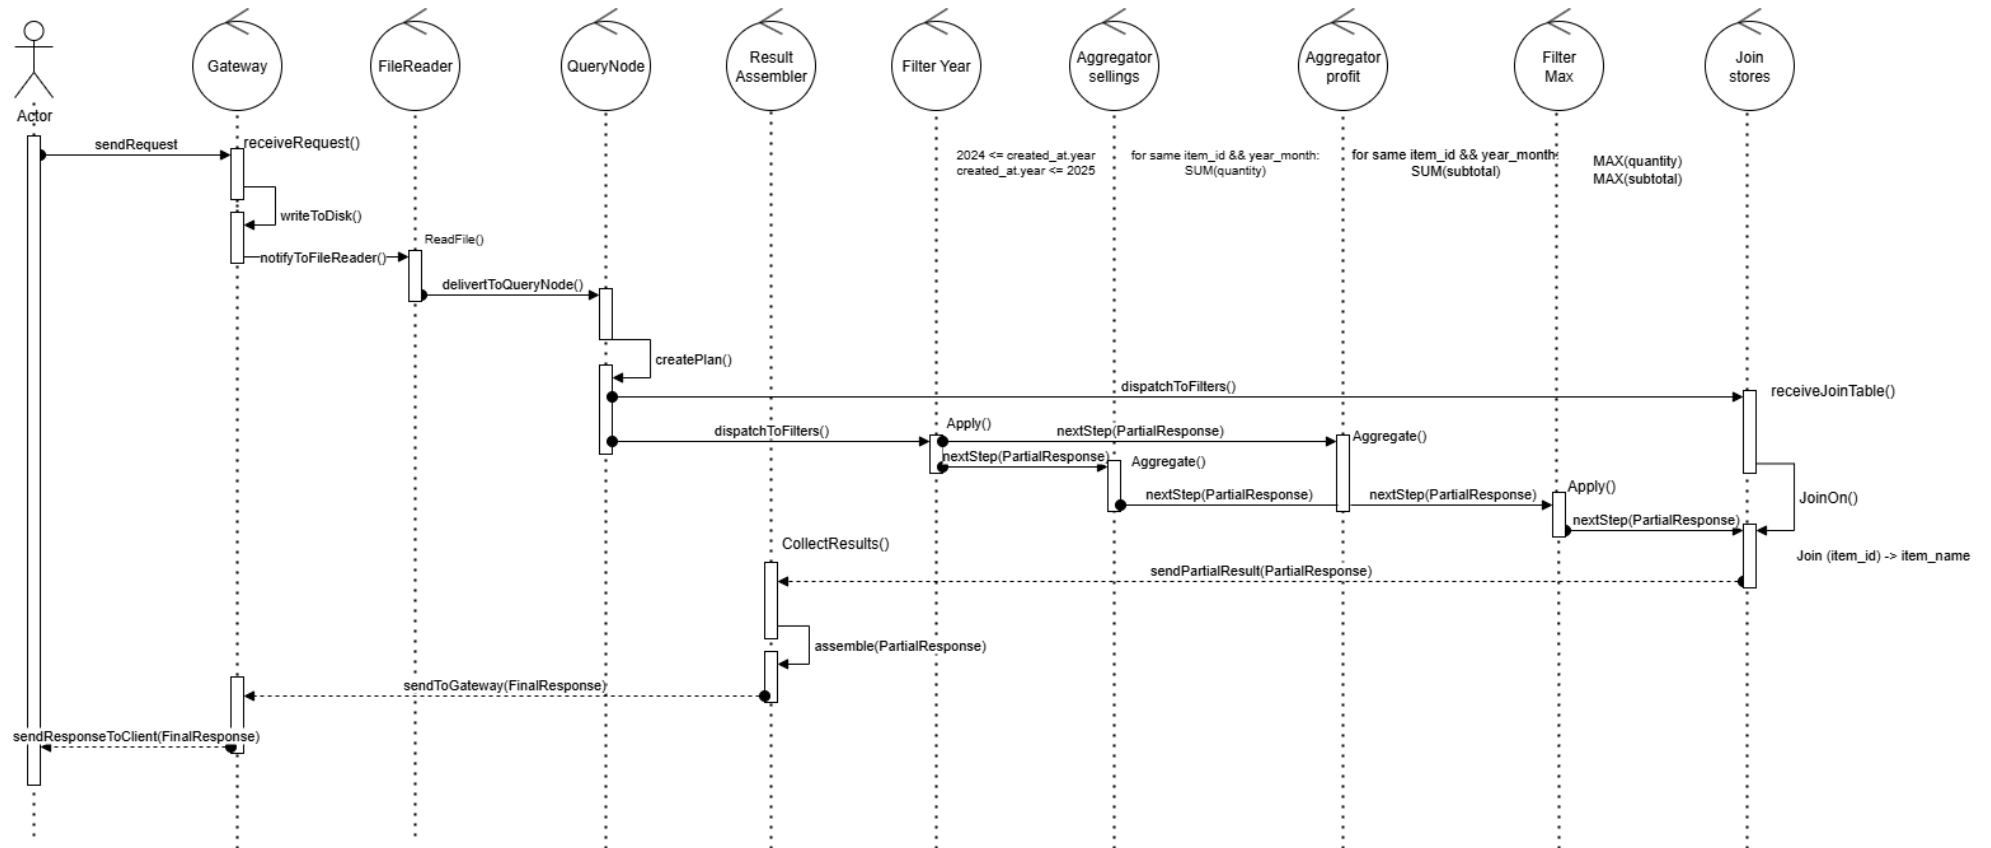 Actor
Gateway
FileReader
QueryNode
Result
Assembler
Filter Year
Aggregator
sellings
Aggregator
profit
Filter
Max
Join
stores
sendRequest
receiveRequest()
2024 <= created_at.year
created_at.year <= 2025
for same item_id && year_month:
SUM(quantity)
for same item_id && year_month:
SUM(subtotal)
MAX(quantity)
MAX(subtotal)
writeToDisk()
notifyToFileReader()
ReadFile()
delivertToQueryNode()
createPlan()
dispatchToFilters()
receiveJoinTable()
dispatchToFilters()
Apply()
nextStep(PartialResponse)
Aggregate()
nextStep(PartialResponse)
Aggregate()
nextStep(PartialResponse)
nextStep(PartialResponse)
Apply()
JoinOn()
nextStep(PartialResponse)
Join (item_id) -> item_name
CollectResults()
sendPartialResult(PartialResponse)
assemble(PartialResponse)
sendToGateway(FinalResponse)
sendResponseToClient(FinalResponse)